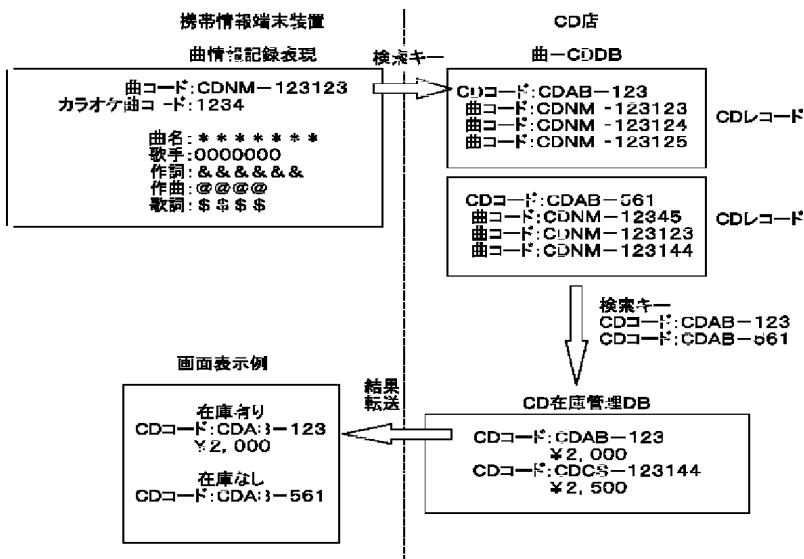 携帯情報端末装置
曲情報記録表現
曲コード:CDNM－123123
カラオケ曲コード:1234
曲名:＊＊＊＊＊＊＊
歌手:0000000
作詞:&&&&&&
作曲:@@@@
歌詞:＄＄＄＄
検索キー
CD店
曲－CDDB
CDコード:CDAB－123
曲コード:CDNM－123123
曲コード:CDNM－123124
曲コード:CDNM－123125
CDレコード
CDコード:CDAB－561
曲コード:CDNM－12345
曲コード:CDNM－123123
曲コード:CDNM－123144
CDレコード
検索キー
CDコード:CDAB－123
CDコード:CDAB－561
CD在庫管理DB
CDコード:CDAB－123
￥2,000
CDコード:CDCS－123144
￥2,500
結果
転送
画面表示例
在庫有り
CDコード:CDAB－123
￥2,000
在庫なし
CDコード:CDAB－561